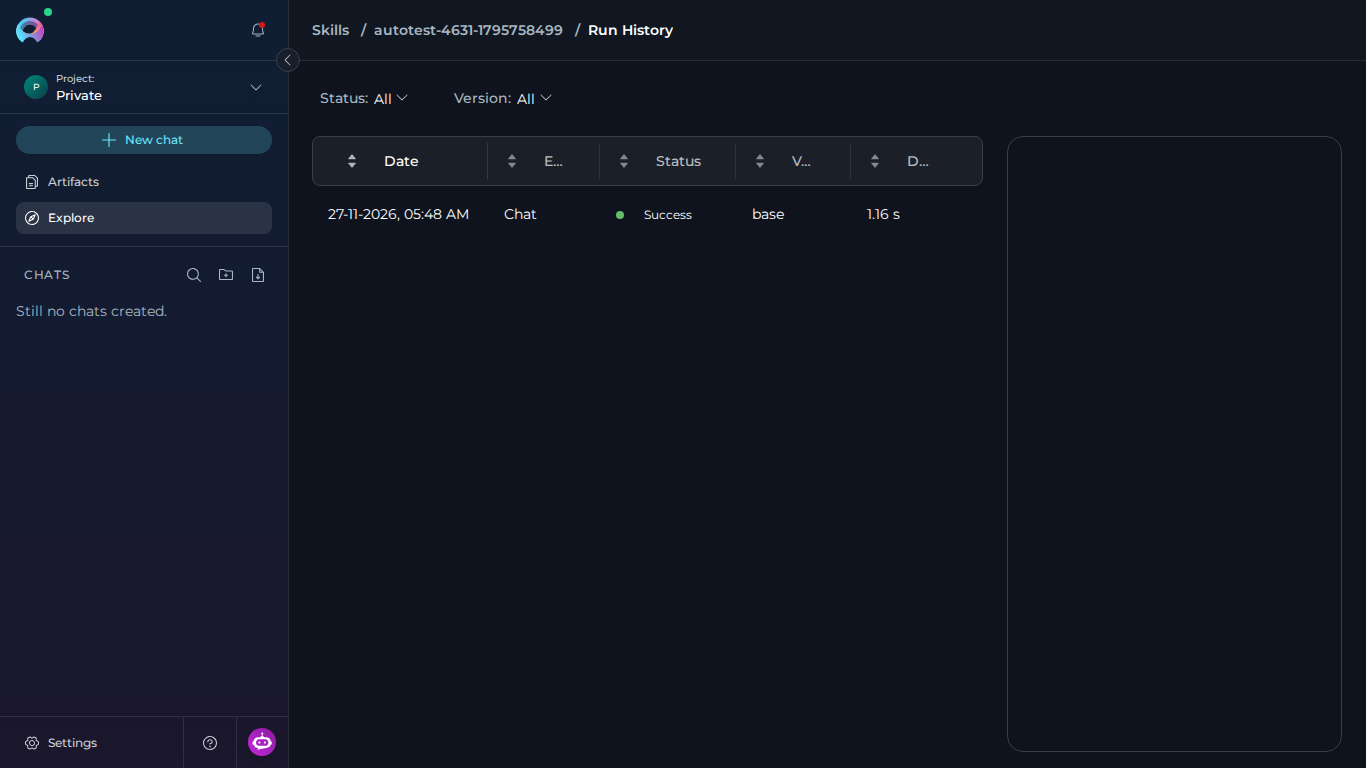 Skills / autotest-4631-1795758499 / Run History
Project:
P
Private
New chat
Artifacts
Explore
CHATS
Still no chats created.
Settings
Status: All
Version: All
Date E... Status V... D...
27-11-2026, 05:48 AM Chat Success base 1.16 s